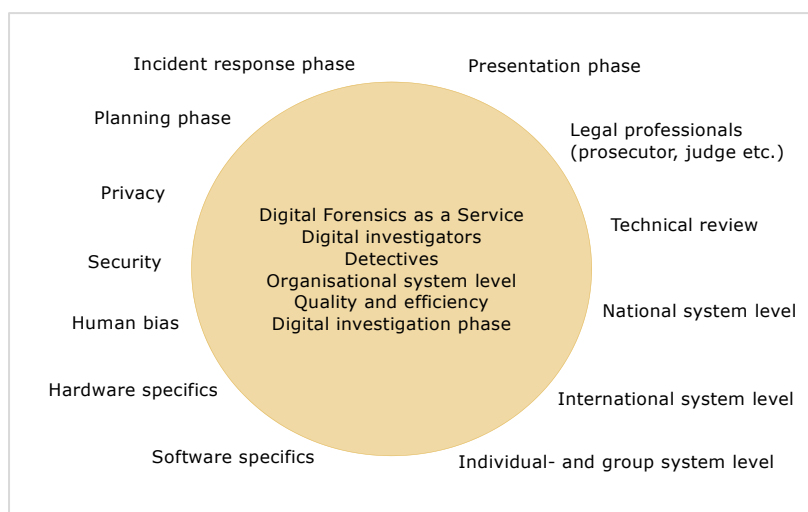 Incident response phase
Presentation phase
Planning phase
Legal professionals
(prosecutor, judge etc.)
Privacy
Technical review
Digital Forensics as a Service
Digital investigators
Detectives
Organisational system level
Quality and efficiency
Digital investigation phase
Security
National system level
Human bias
Hardware specifics
International system level
Software specifics
Individual- and group system level